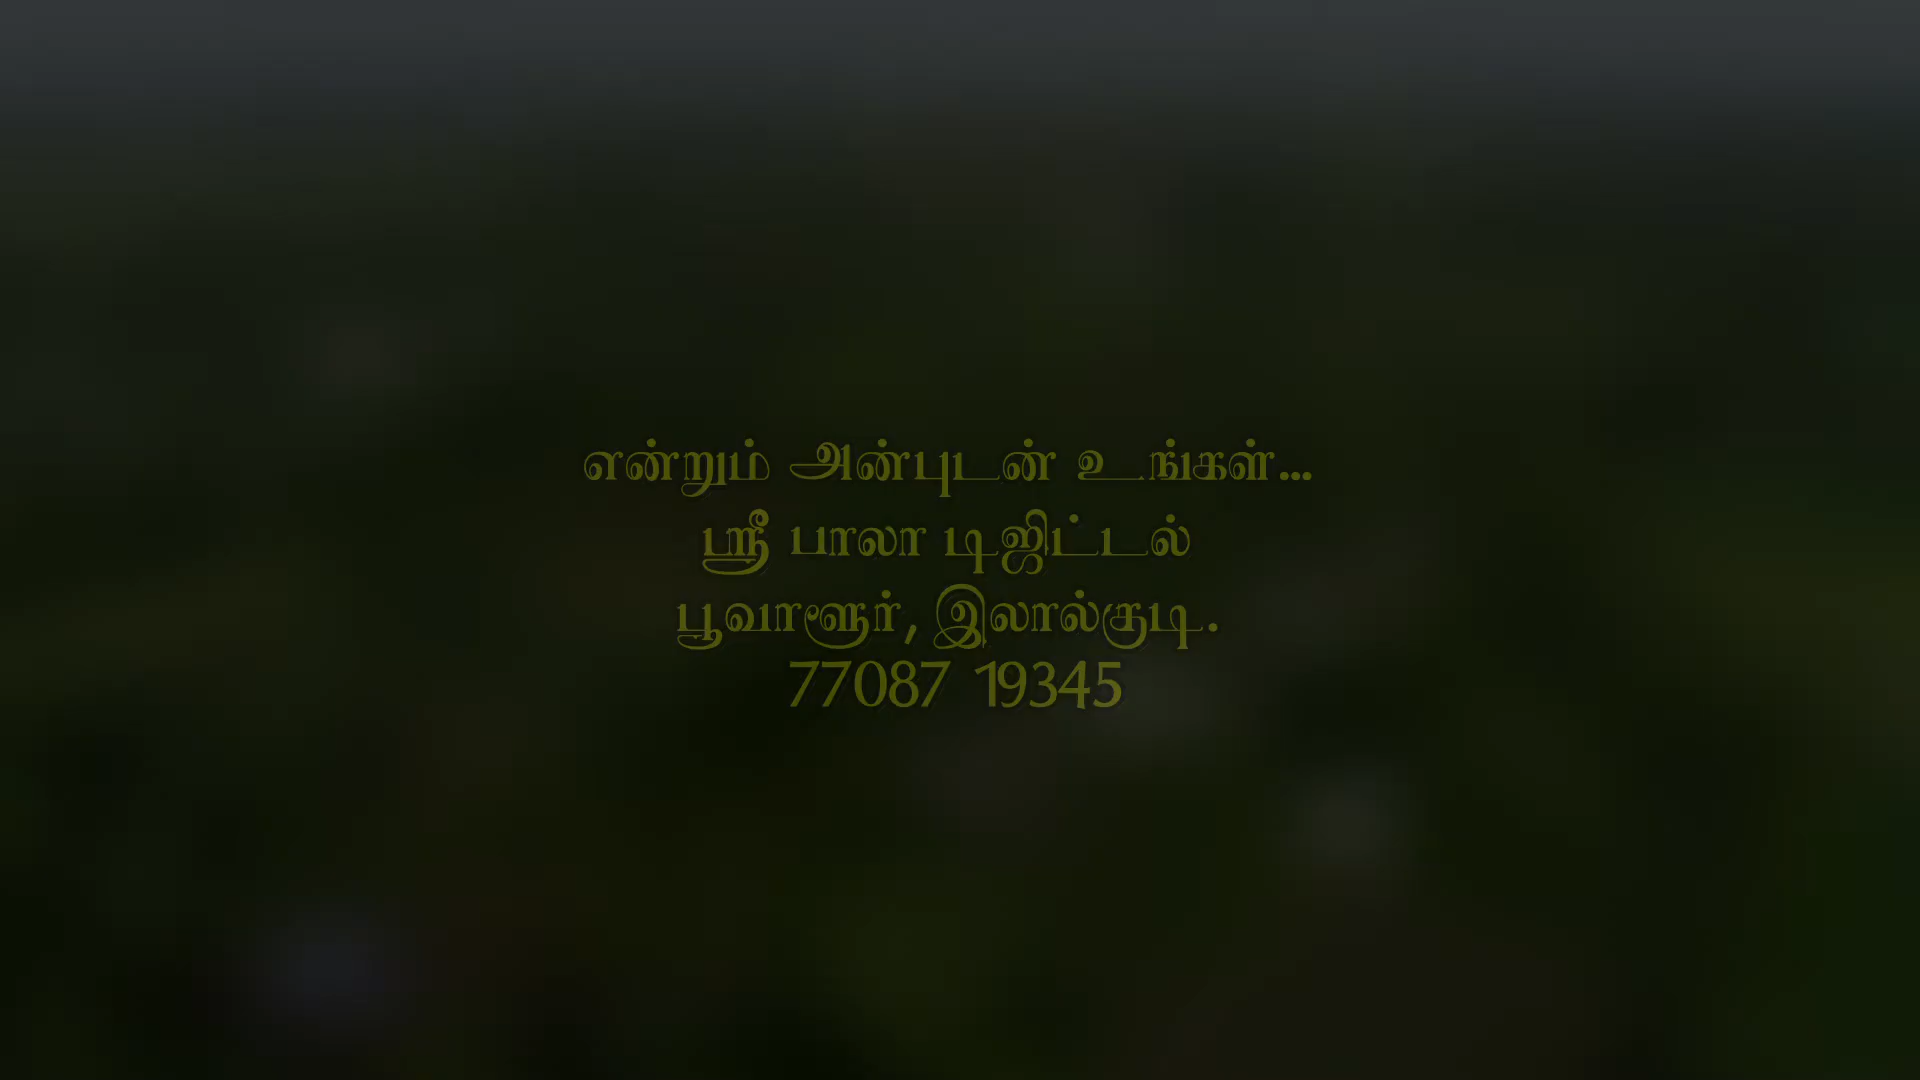 என்றும் அன்புடன் உங்கள்...
ஸ்ரீ பாலா டிஜிட்டல்
பூவாளூர், இலால்குடி.
77087 19345